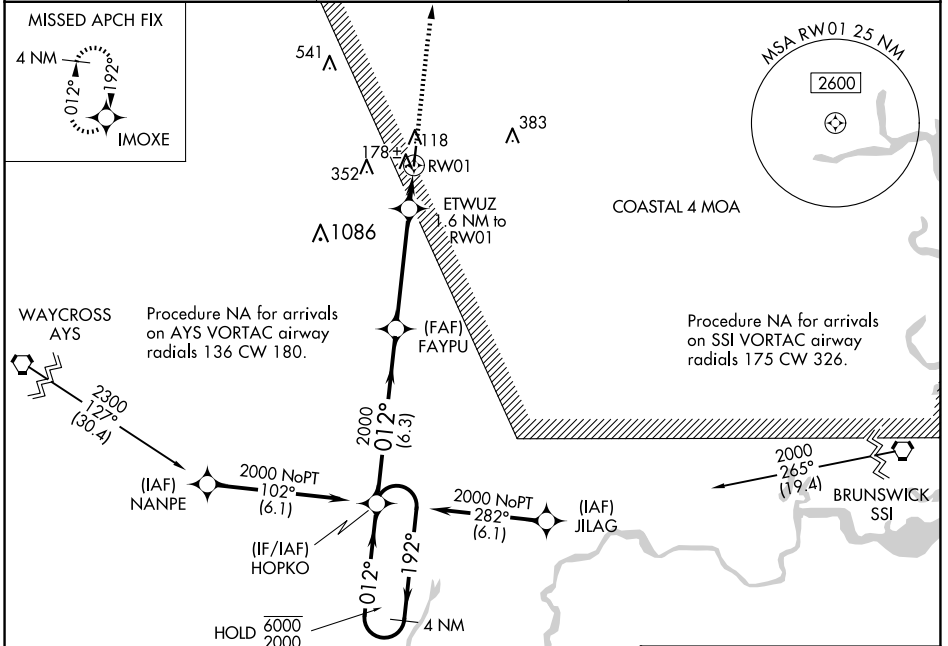 MISSED APCH FIX
4 NM
012°
192°
IMOXE
541
118
178±
352
RW01
383
MSA RW01 25 NM
2600
ETWUZ
1.6 NM to
RW01
1086
COASTAL 4 MOA
WAYCROSS
AYS
Procedure NA for arrivals
on AYS VORTAC airway
radials 136 CW 180.
(FAF)
FAYPU
Procedure NA for arrivals
on SSI VORTAC airway
radials 175 CW 326.
2300
127°
(30.4)
2000
012°
(6.3)
2000
265°
(19.4)
BRUNSWICK
SSI
(IAF)
NANPE
2000 NoPT
102°
(6.1)
2000 NoPT
282°
(6.1)
(IAF)
JILAG
(IF/IAF)
HOPKO
012°
192°
HOLD 6000
2000
4 NM